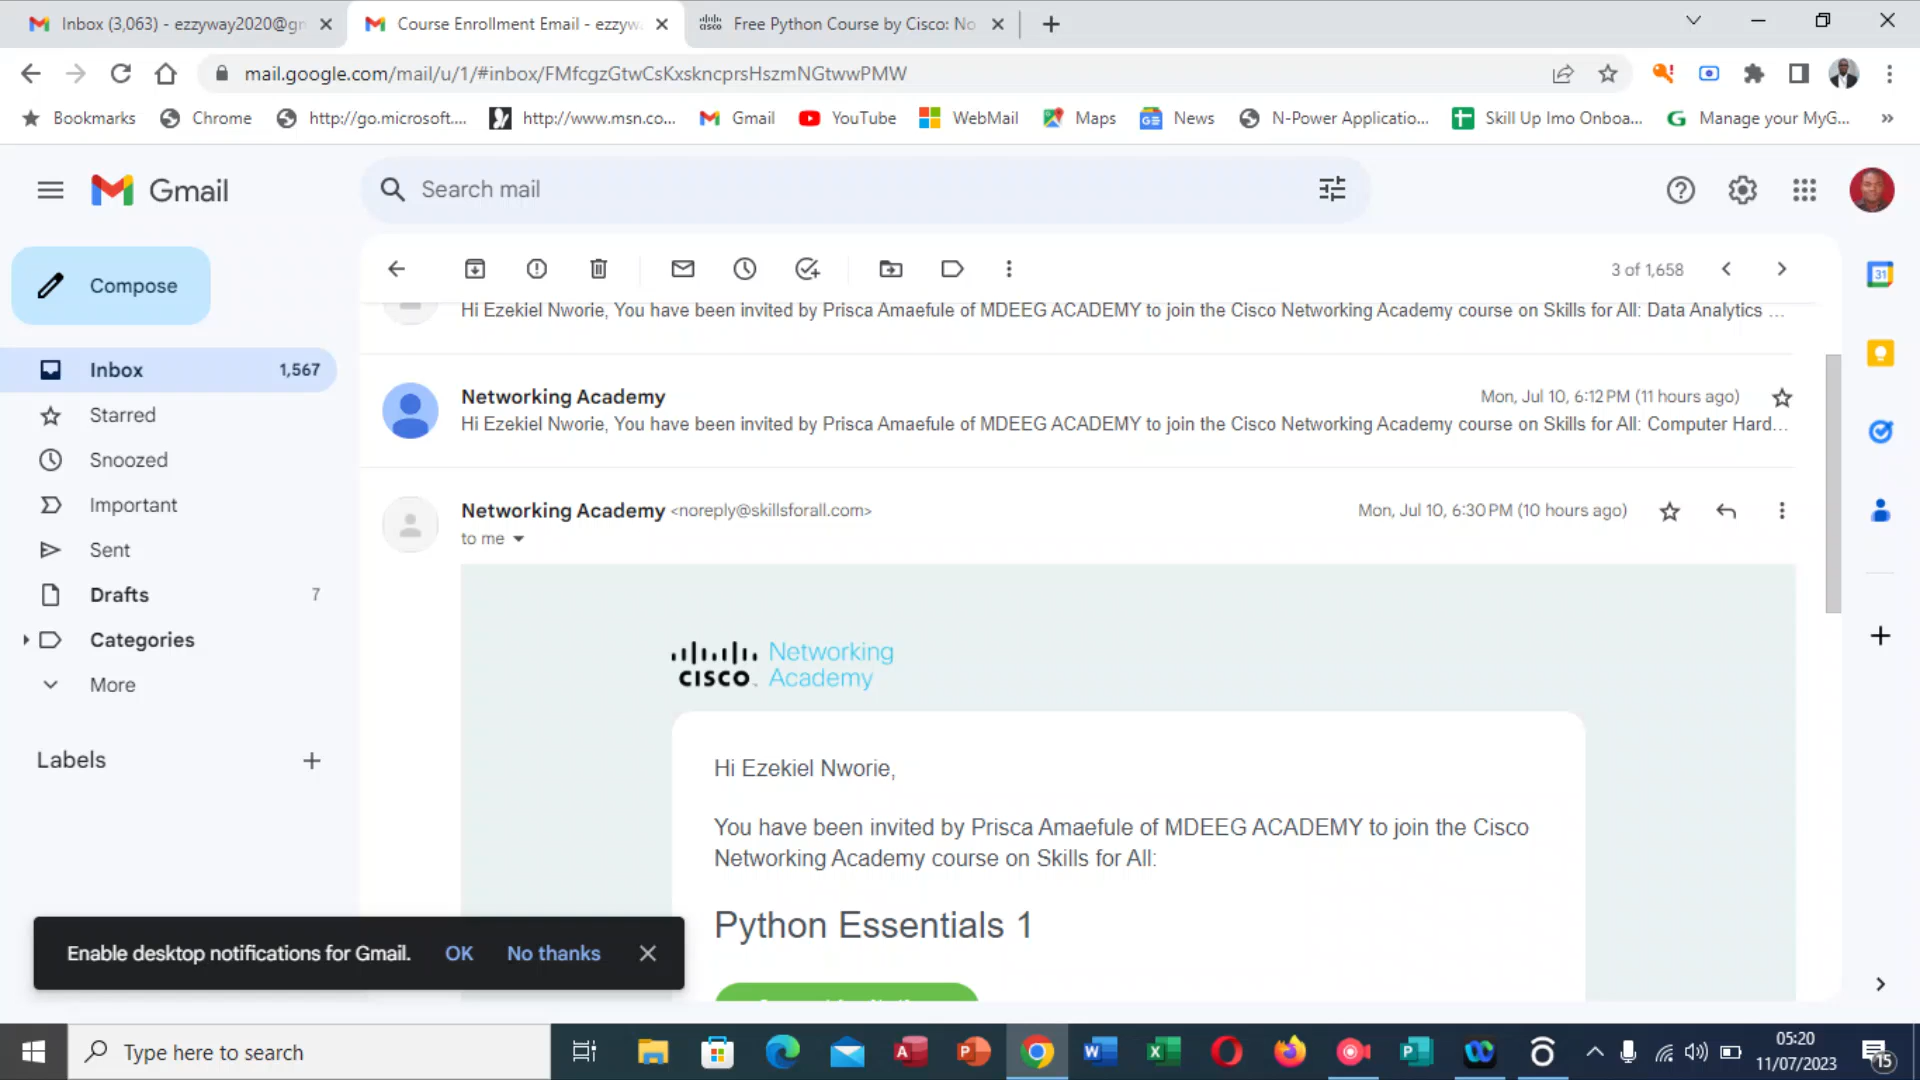 Inbox (3,063) - ezzyway2020@gm
Course Enrollment Email - ezzyw
Free Python Course by Cisco: No
mail.google.com/mail/u/1/#inbox/FMfcgzGtwCsKxskncprsHszmNGtwwPMW
Bookmarks
Chrome
http://go.microsoft....
http://www.msn.co...
Gmail
YouTube
WebMail
Maps
News
N-Power Applicatio...
Skill Up Imo Onboa...
Manage your MyG...
Gmail
Search mail
Compose
3 of 1,658
Hi Ezekiel Nworie, You have been invited by Prisca Amaefule of MDEEG ACADEMY to join the Cisco Networking Academy course on Skills for All: Data Analytics ...
Inbox 1,567
Starred
Snoozed
Important
Sent
Drafts 7
Categories
More
Labels
Networking Academy
Mon, Jul 10, 6:12 PM (11 hours ago)
Hi Ezekiel Nworie, You have been invited by Prisca Amaefule of MDEEG ACADEMY to join the Cisco Networking Academy course on Skills for All: Computer Hard...
Networking Academy <noreply@skillsforall.com>
Mon, Jul 10, 6:30 PM (10 hours ago)
to me
CISCO
Networking
Academy
Hi Ezekiel Nworie,
You have been invited by Prisca Amaefule of MDEEG ACADEMY to join the Cisco
Networking Academy course on Skills for All:
Python Essentials 1
Enable desktop notifications for Gmail. OK No thanks
Type here to search
05:20
11/07/2023
15